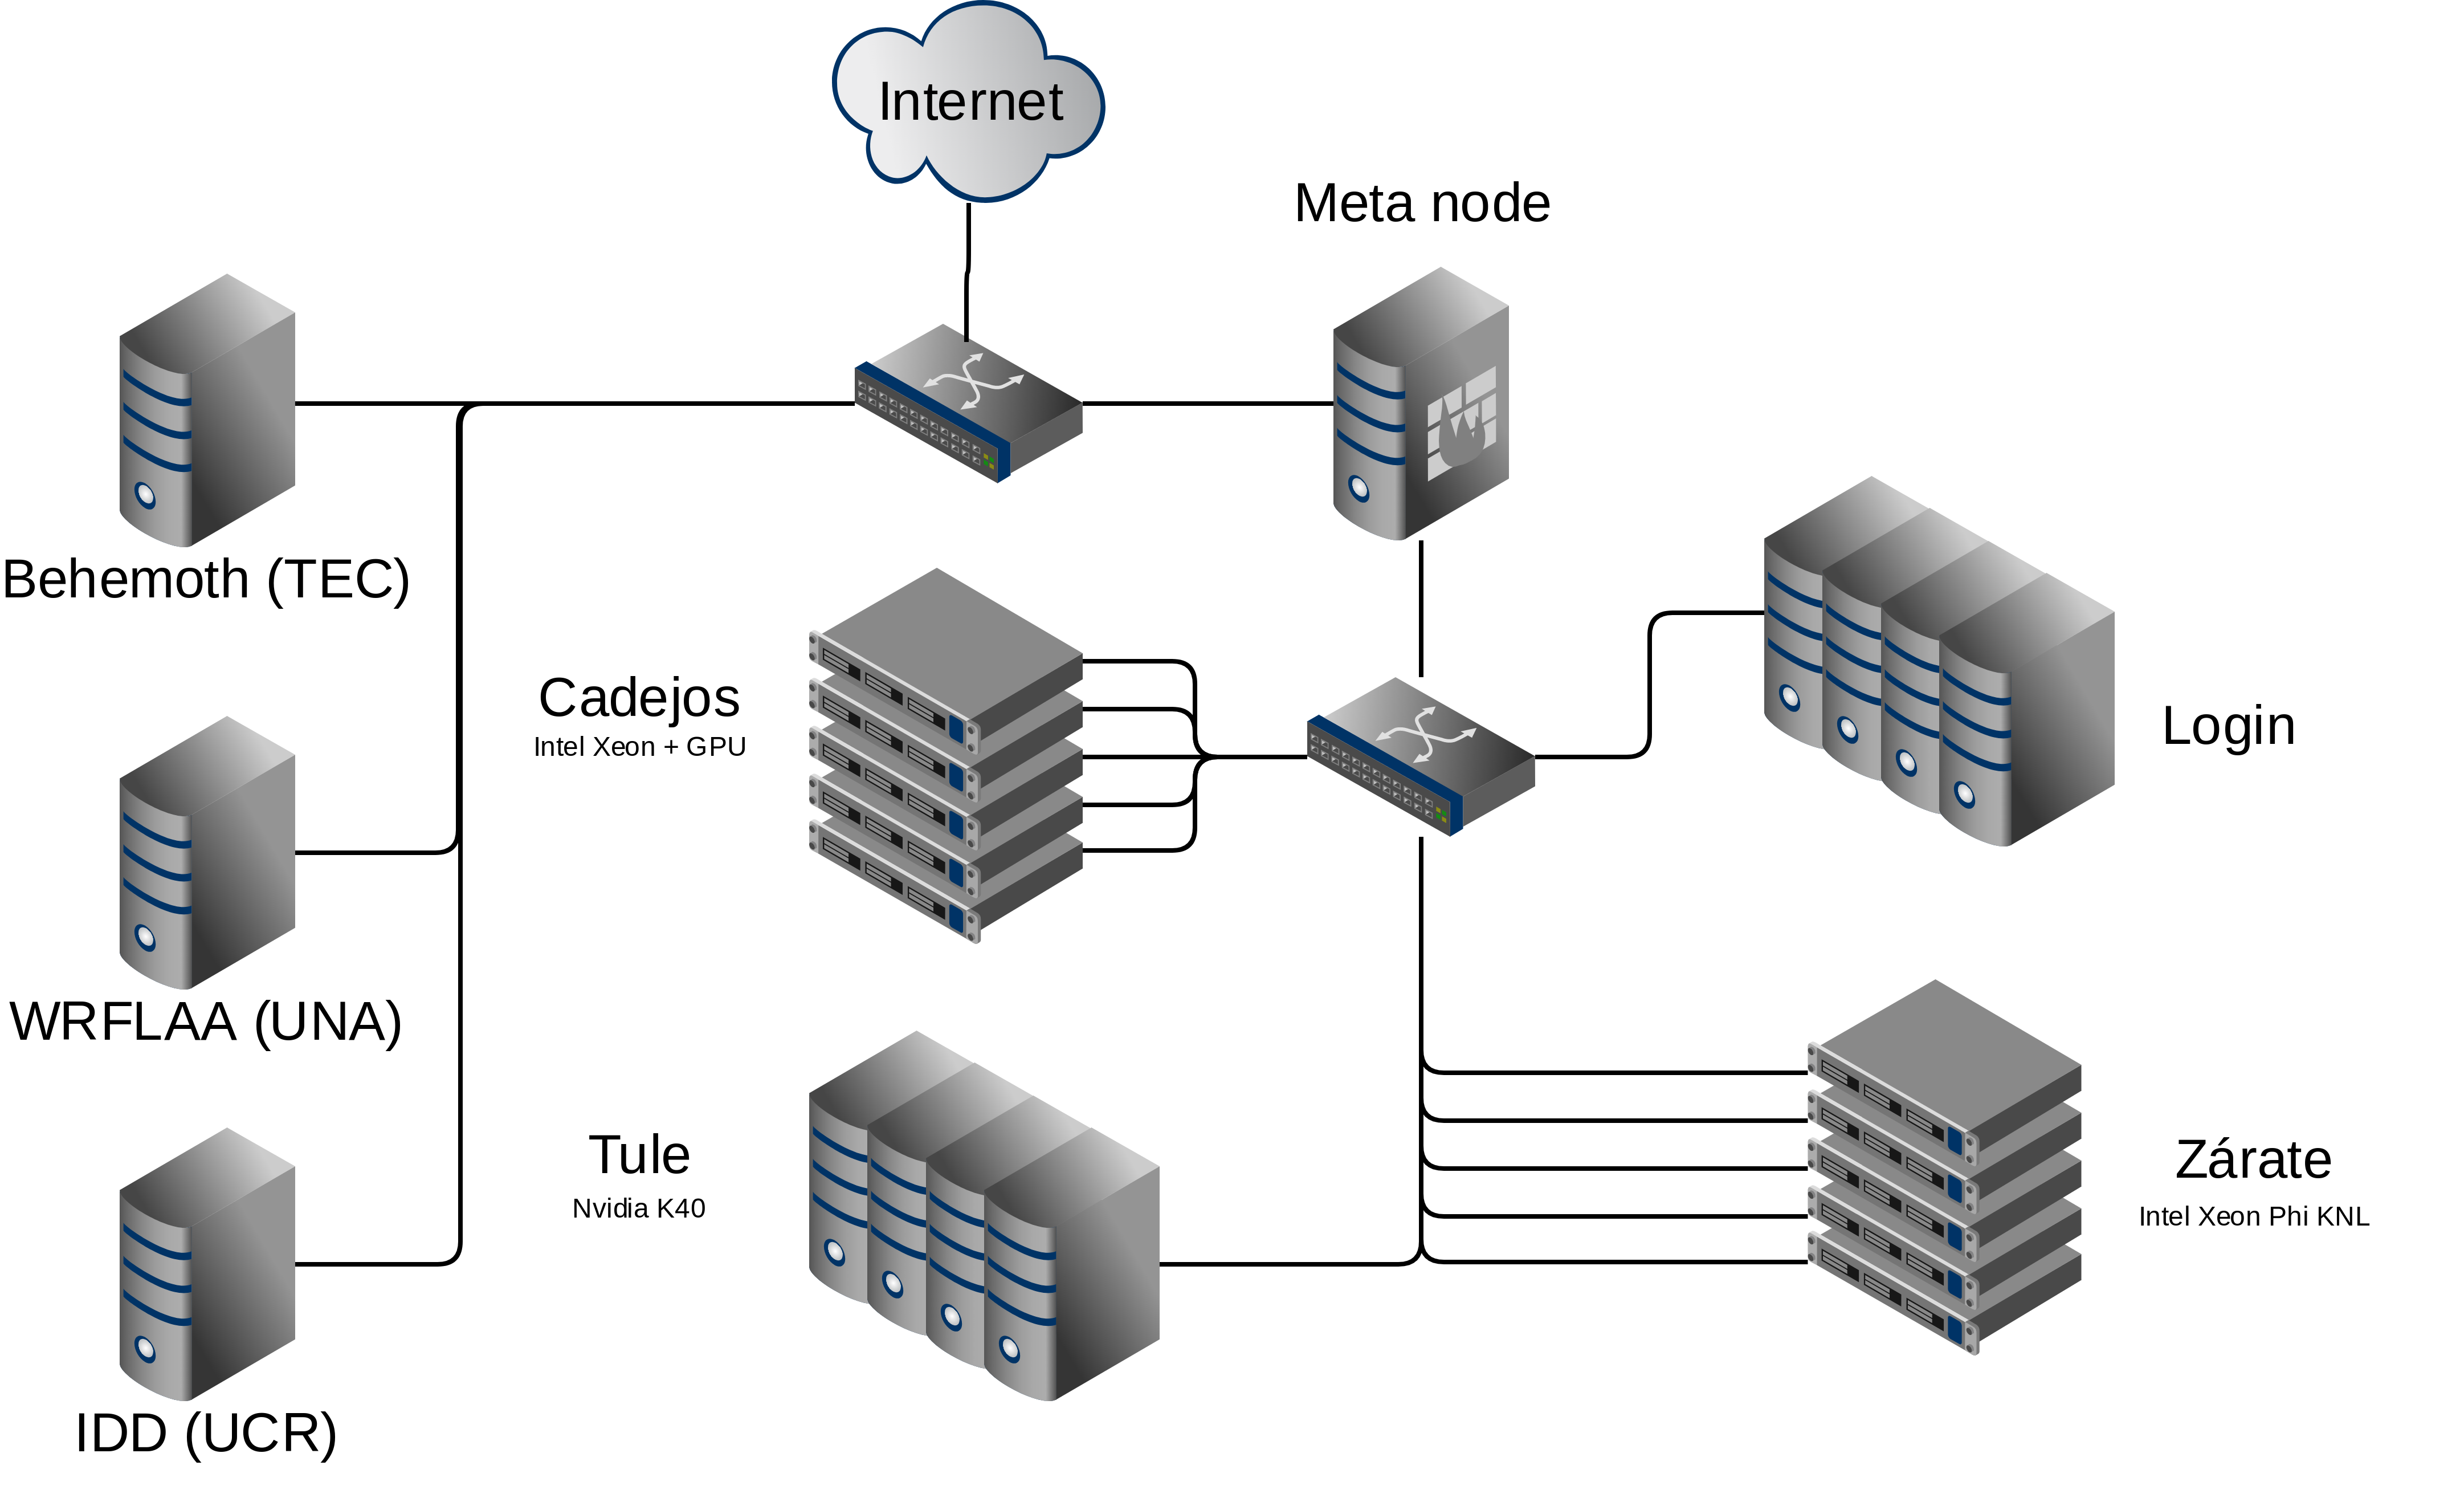 Internet
Meta node
Behemoth (TEC)
Cadejos
Intel Xeon + GPU
Login
WRFLAA (UNA)
Tule
Nvidia K40
Zárate
Intel Xeon Phi KNL
IDD (UCR)